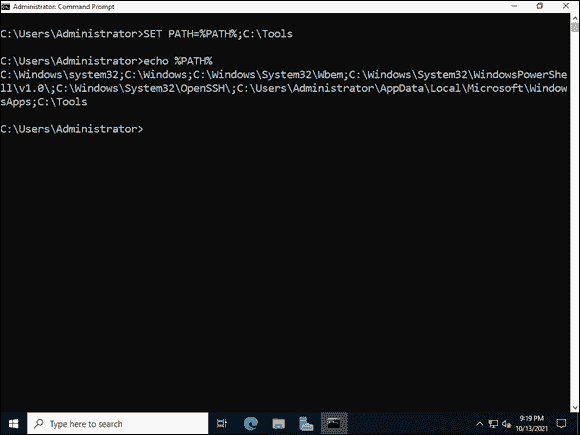 Administrator: Command Prompt
C:\Users\Administrator>SET PATH=%PATH%;C:\Tools
C:\Users\Administrator>echo %PATH%
C:\Windows\system32;C:\Windows;C:\Windows\System32\Wbem;C:\Windows\System32\WindowsPowerShe
ll\v1.0\;C:\Windows\System32\OpenSSH\;C:\Users\Administrator\AppData\Local\Microsoft\Window
sApps;C:\Tools
C:\Users\Administrator>
Type here to search
9:19 PM
10/13/2021